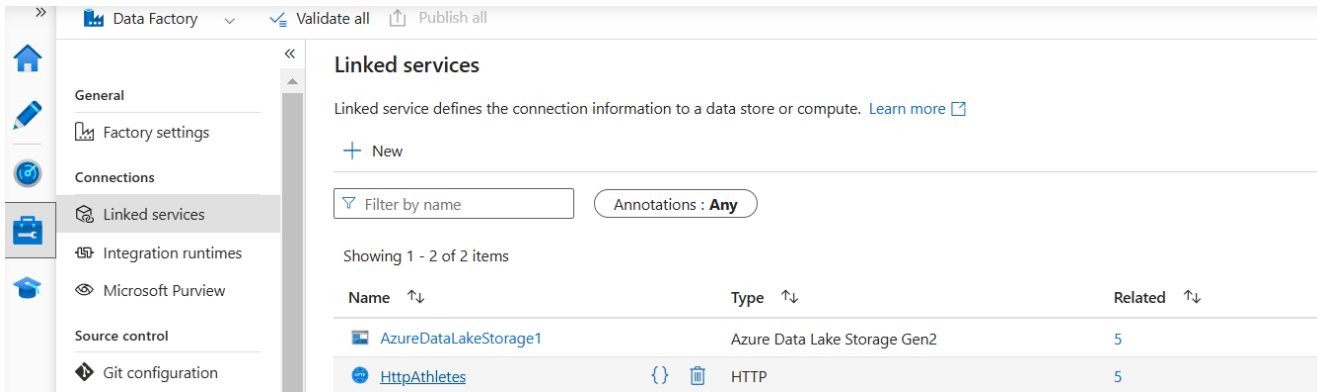 Data Factory
Validate all
Publish all
General
Factory settings
Connections
Linked services
Integration runtimes
Microsoft Purview
Source control
Git configuration
Linked services
Linked service defines the connection information to a data store or compute. Learn more
New
Filter by name
Annotations : Any
Showing 1 - 2 of 2 items
Name Type Related
AzureDataLakeStorage1 Azure Data Lake Storage Gen2 5
HttpAthletes {} HTTP 5